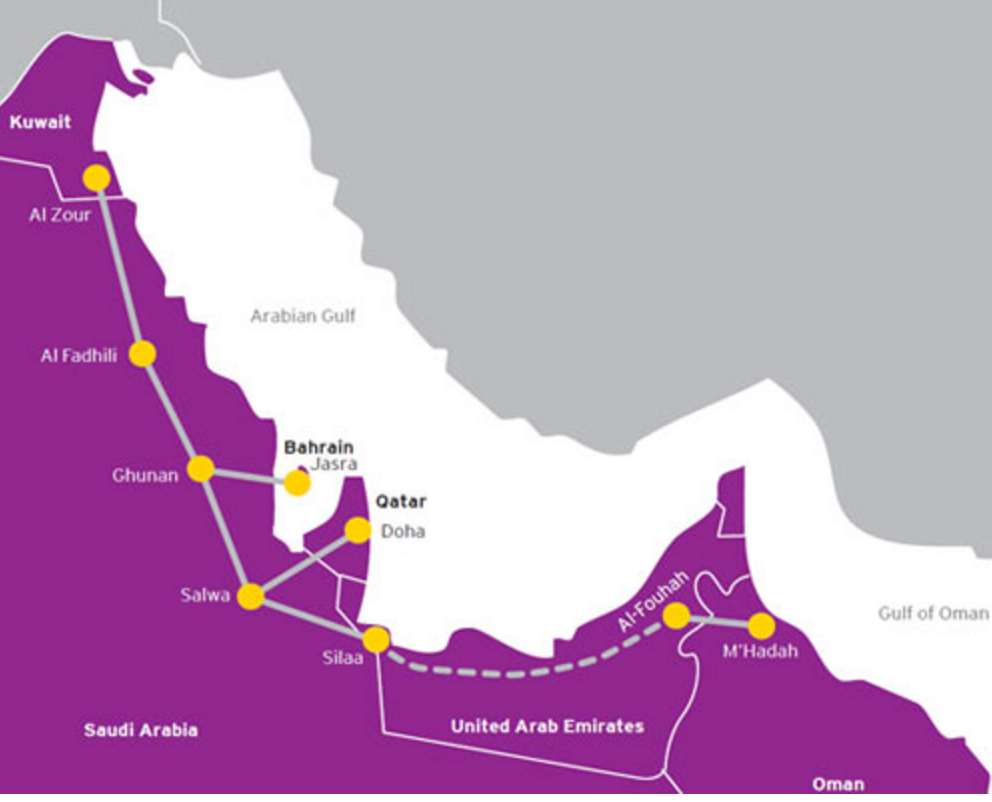 Kuwait
Al Zour
Arabian Gulf
Al Fadhili
Bahrain
Jasra
Ghunan
Qatar
Doha
Al-Fouhah
Salwa
Gulf of Oman
M'Hadah
Silaa
United Arab Emirates
Saudi Arabia
Oman